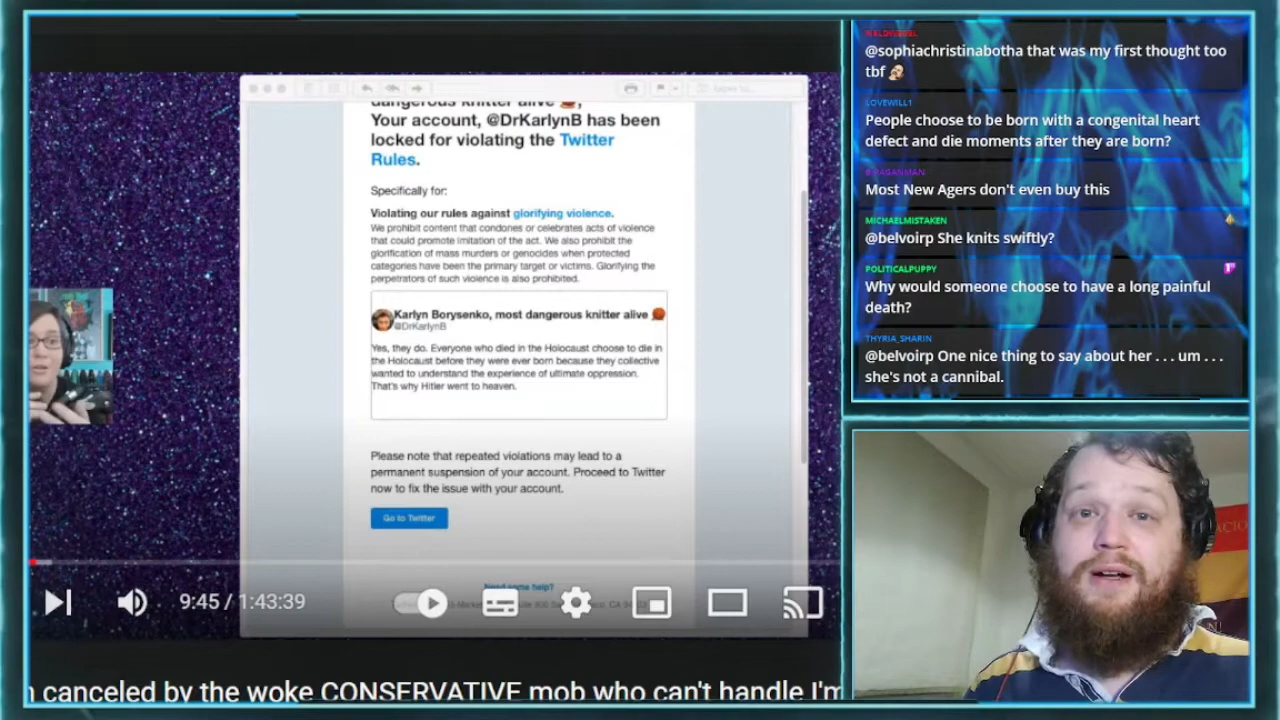 dangerous knitter alive
Your account, @DrKarlynB has been
locked for violating the Twitter
Rules.
Specifically for:
Violating our rules against glorifying violence.
We prohibit content that condones or celebrates acts of violence
that could promote imitation of the act. We also prohibit the
glorification of mass murders or genocides when protected
categories have been the primary target or victims. Glorifying the
perpetrators of such violence is also prohibited.
Karlyn Borysenko, most dangerous knitter alive
@DrKarlynB
Yes, they do. Everyone who died in the Holocaust choose to die in
the Holocaust before they were ever born because they collective
wanted to understand the experience of ultimate oppression.
That's why Hitler went to heaven.
Please note that repeated violations may lead to a
permanent suspension of your account. Proceed to Twitter
now to fix the issue with your account.
Go to Twitter
Need some help?
9:45 / 1:43:39
canceled by the woke CONSERVATIVE mob who can't handle I'm
@sophiachristinabotha that was my first thought too
tbf
LOVEWILL1
People choose to be born with a congenital heart
defect and die moments after they are born?
Most New Agers don't even buy this
MICHAELMISTAKEN
@belvoirp She knits swiftly?
POLITICALPUPPY
Why would someone choose to have a long painful
death?
THYRIA_SHARIN
@belvoirp One nice thing to say about her . . . um . . .
she's not a cannibal.